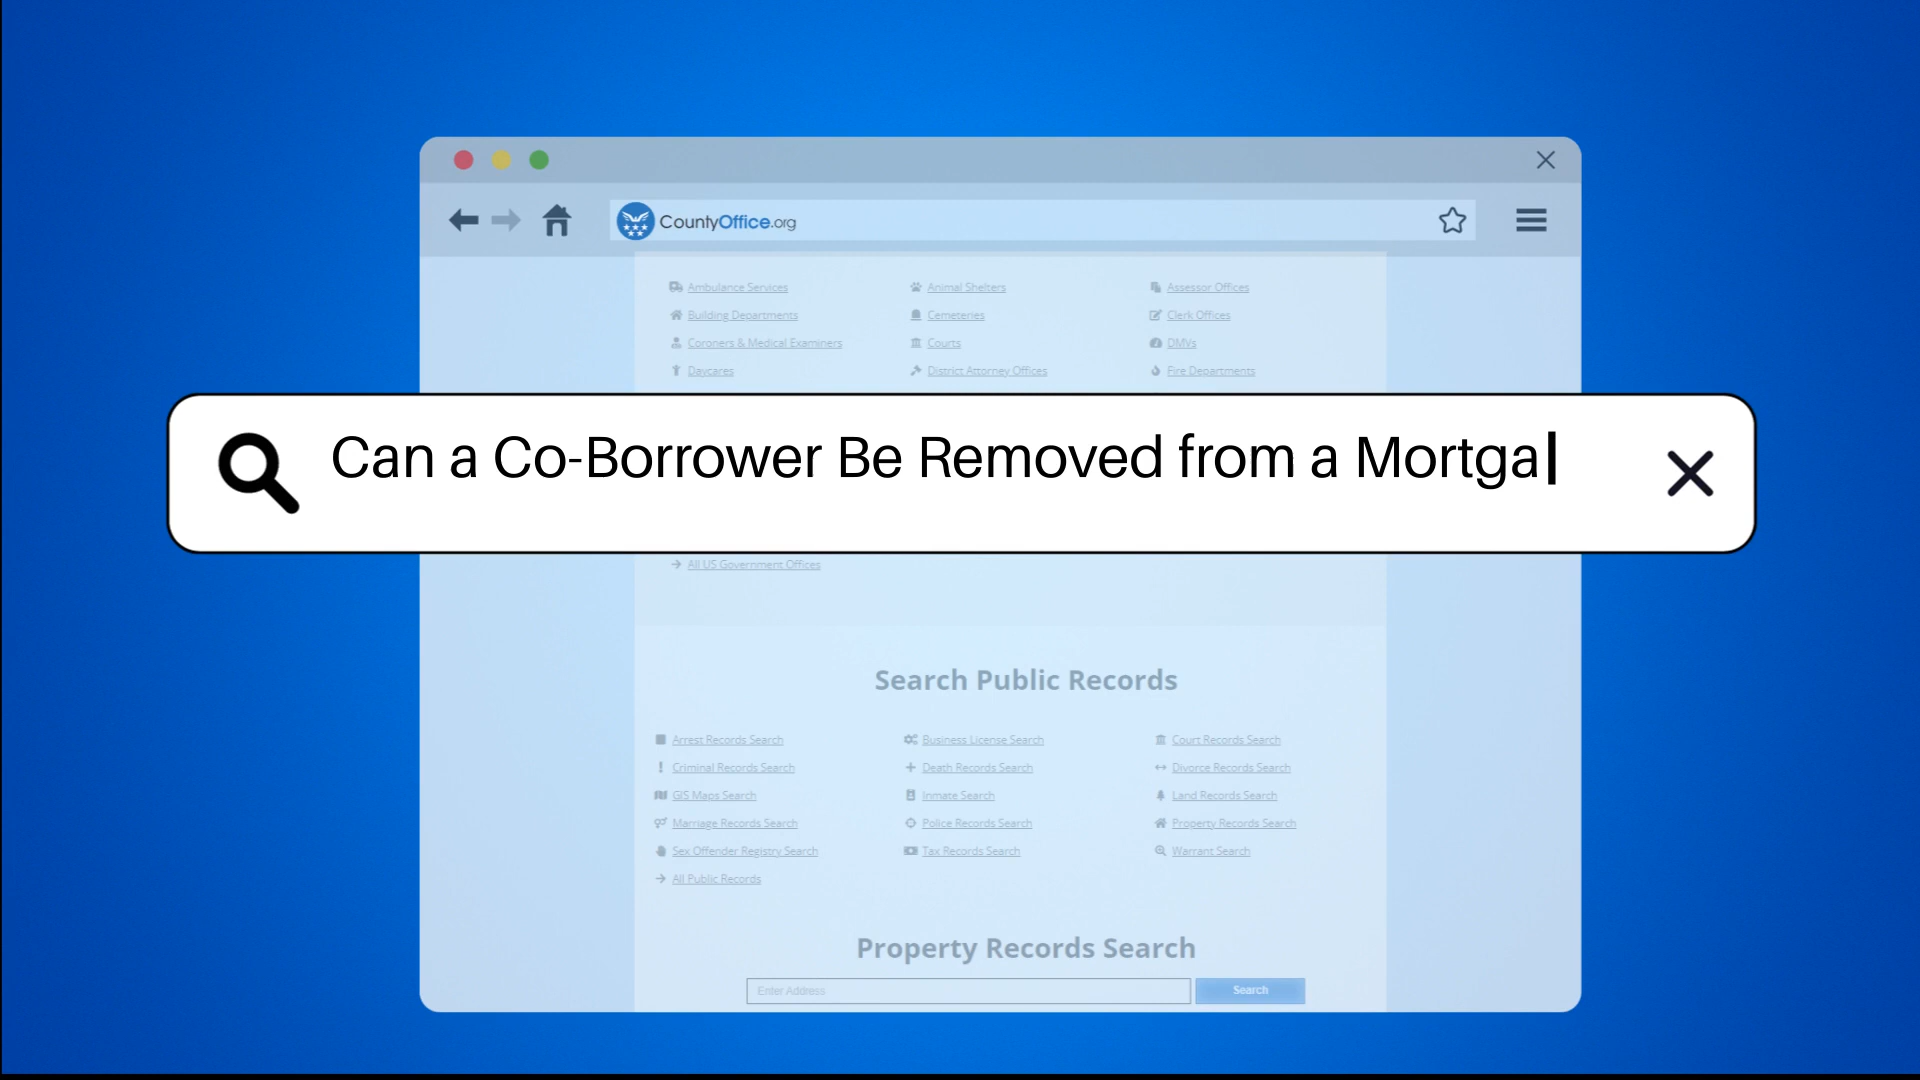 CountyOffice.org
Ambulance Services Animal Shelters Assessor Offices
Building Departments Cemeteries Clerk Offices
Coroners & Medical Examiners Courts DMVs
Daycares District Attorney Offices Fire Departments
Can a Co-Borrower Be Removed from a Mortga
All US Government Offices
Search Public Records
Arrest Records Search Business License Search Court Records Search
Criminal Records Search Death Records Search Divorce Records Search
GIS Maps Search Inmate Search Land Records Search
Marriage Records Search Police Records Search Property Records Search
Sex Offender Registry Search Tax Records Search Warrant Search
All Public Records
Property Records Search
Enter Address Search